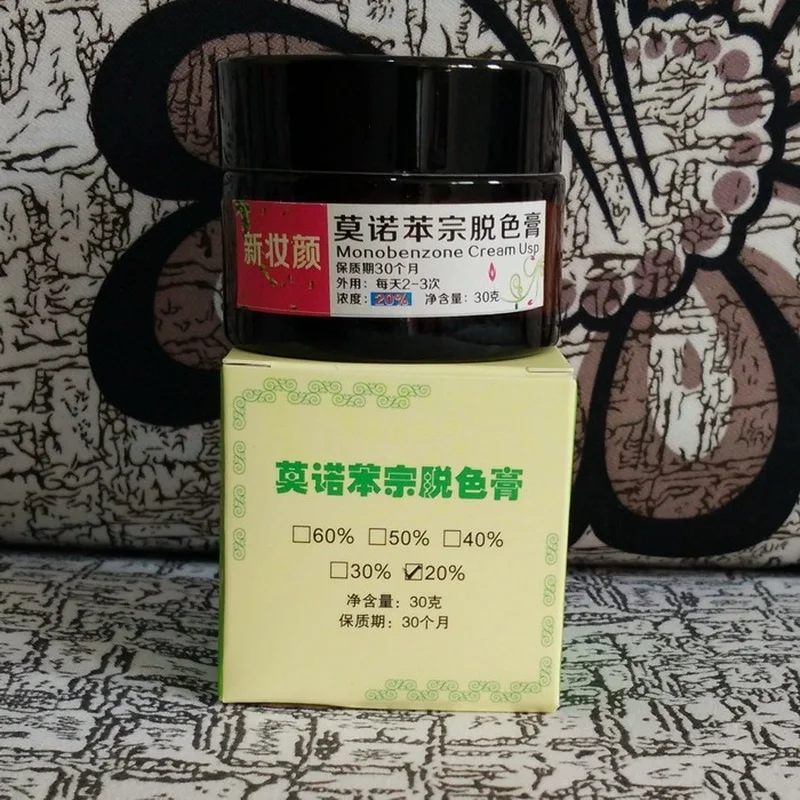 新妆颜
莫诺苯宗脱色膏
Monobenzone Cream Usp
保质期30个月
外用：每天2-3次
浓度：20% 净含量：30克
莫诺苯宗脱色膏
□60% □50% □40%
□30% ☑20%
净含量：30克
保质期：30个月